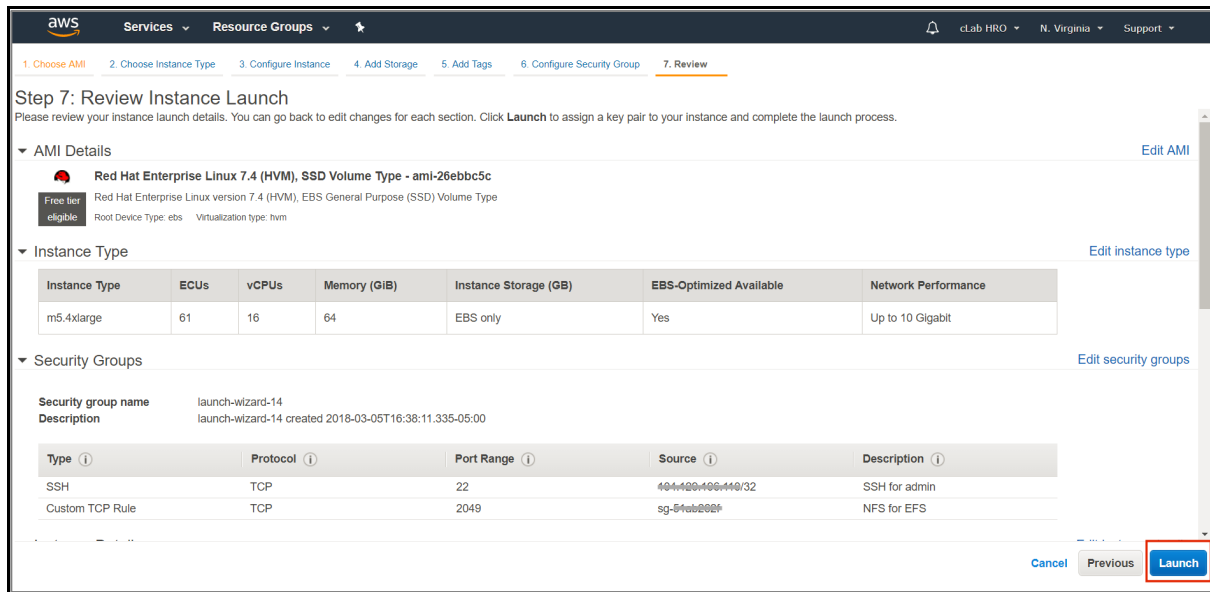 aws Services Resource Groups cLab HRO N. Virginia Support
1. Choose AMI 2. Choose Instance Type 3. Configure Instance 4. Add Storage 5. Add Tags 6. Configure Security Group 7. Review
Step 7: Review Instance Launch
Please review your instance launch details. You can go back to edit changes for each section. Click Launch to assign a key pair to your instance and complete the launch process.
AMI Details Edit AMI
Red Hat Enterprise Linux 7.4 (HVM), SSD Volume Type - ami-26ebbc5c
Free tier eligible
Red Hat Enterprise Linux version 7.4 (HVM), EBS General Purpose (SSD) Volume Type
Root Device Type: ebs Virtualization type: hvm
Instance Type Edit instance type
Instance Type ECUs vCPUs Memory (GiB) Instance Storage (GB) EBS-Optimized Available Network Performance
m5.4xlarge 61 16 64 EBS only Yes Up to 10 Gigabit
Security Groups Edit security groups
Security group name launch-wizard-14
Description launch-wizard-14 created 2018-03-05T16:38:11.335-05:00
Type Protocol Port Range Source Description
SSH TCP 22 /32 SSH for admin
Custom TCP Rule TCP 2049 sg- NFS for EFS
Cancel Previous Launch